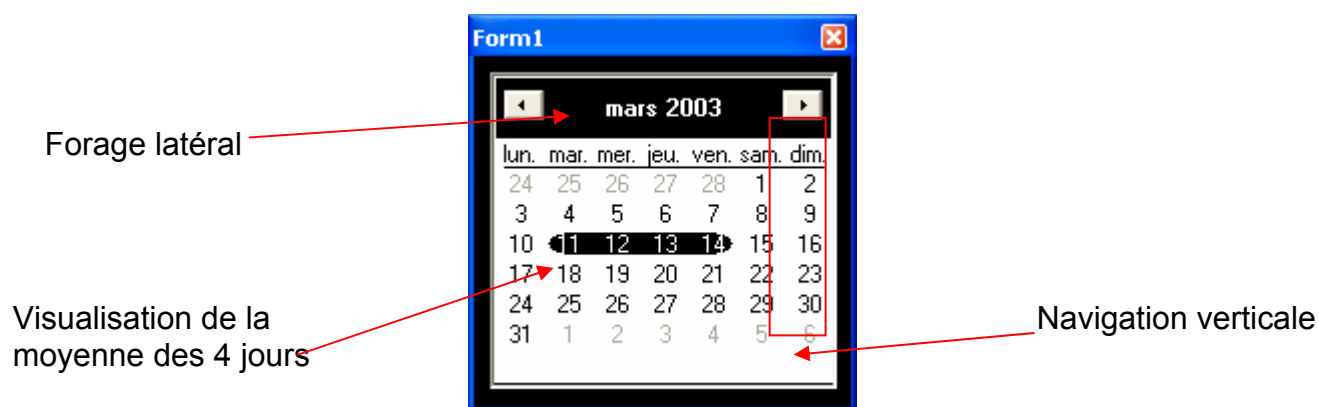 Form1
mars 2003
Forage latéral
lun. mar. mer. jeu. ven. sam. dim.
24 25 26 27 28 1 2
3 4 5 6 7 8 9
10 11 12 13 14 15 16
17 18 19 20 21 22 23
24 25 26 27 28 29 30
31 1 2 3 4 5 6
Visualisation de la
moyenne des 4 jours
Navigation verticale